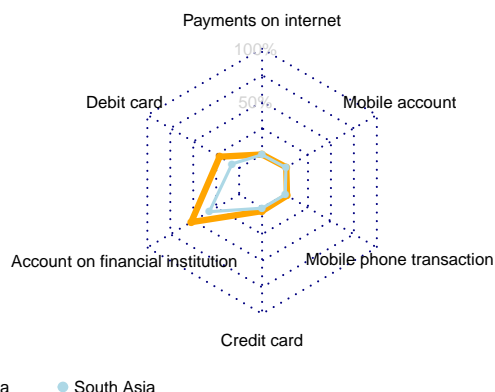 Payments on internet
100%
Debit card
50%
Mobile account
Account on financial institution
Mobile phone transaction
Credit card
a South Asia